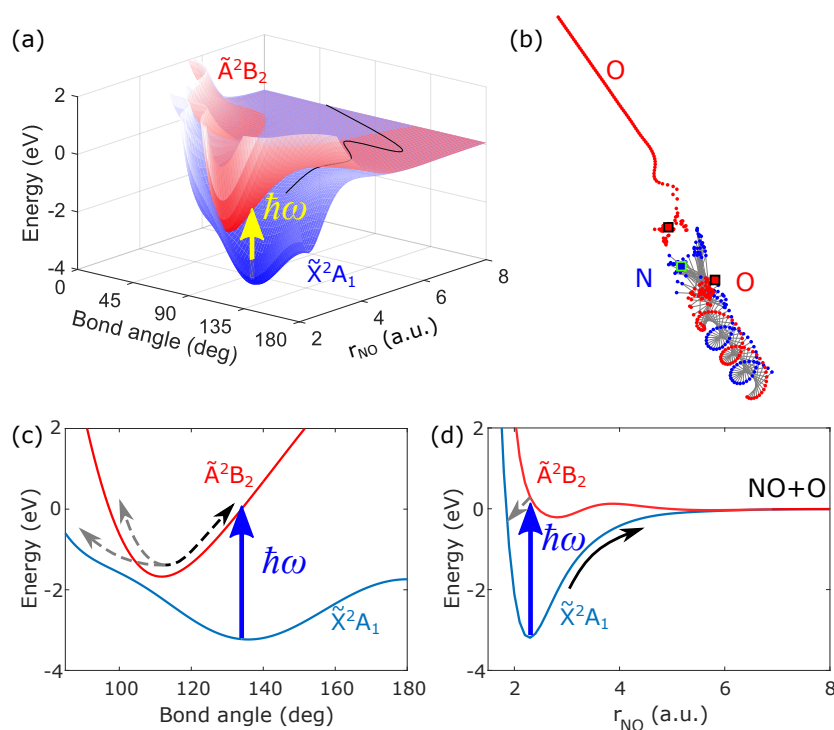 (a)
Ã²B₂
ħω
X̃²A₁
Energy (eV)
2
0
-2
-4
0
45
90
135
180
Bond angle (deg)
2
4
6
8
r_NO (a.u.)
(b)
O
N
O
(c)
Ã²B₂
ħω
X̃²A₁
Energy (eV)
2
0
-2
-4
100 120 140 160 180
Bond angle (deg)
(d)
Ã²B₂
NO+O
ħω
X̃²A₁
Energy (eV)
2
0
-2
-4
2 4 6 8
r_NO (a.u.)